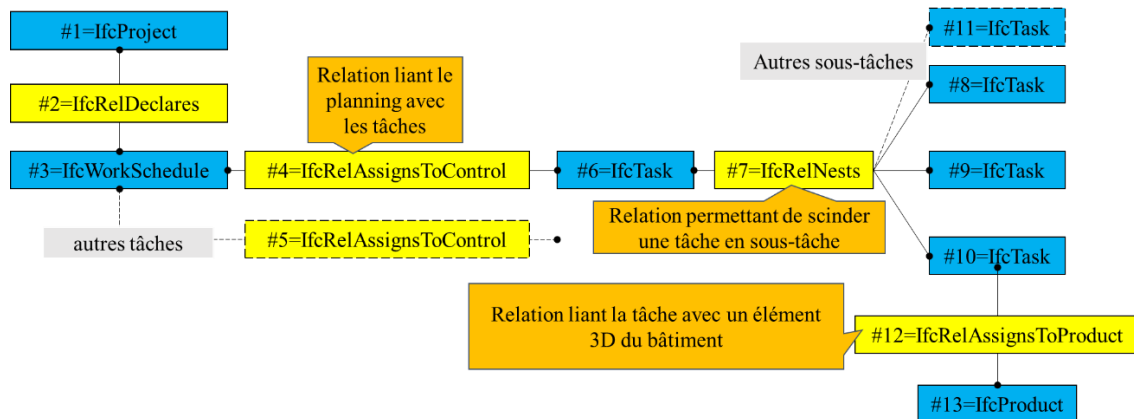 #1=IfcProject
#2=IfcRelDeclares
#3=IfcWorkSchedule
autres tâches
Relation liant le
planning avec
les tâches
#4=IfcRelAssignsToControl
#5=IfcRelAssignsToControl
#6=IfcTask
#7=IfcRelNests
Relation permettant de scinder
une tâche en sous-tâche
Autres sous-tâches
#11=IfcTask
#8=IfcTask
#9=IfcTask
#10=IfcTask
Relation liant la tâche avec un élément
3D du bâtiment
#12=IfcRelAssignsToProduct
#13=IfcProduct